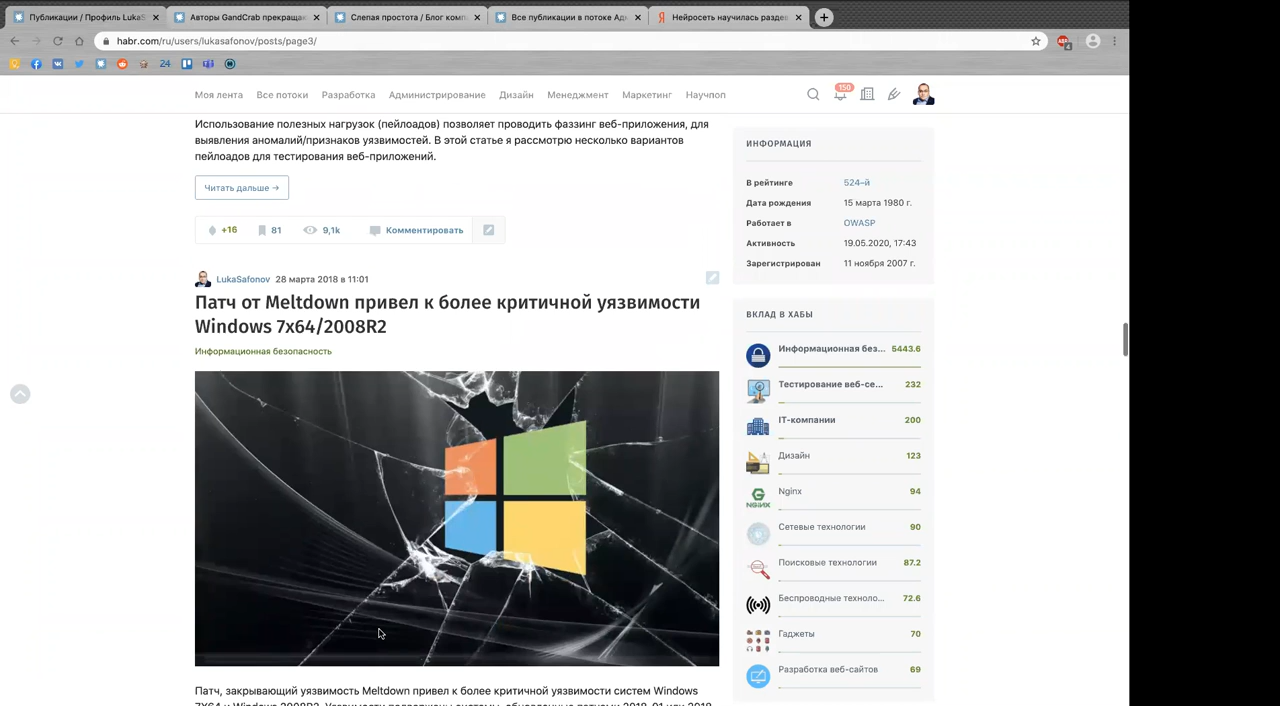 Публикации / Профиль LukaS
Авторы GandCrab прекраща
Слепая простота / Блог комп
Все публикации в потоке Ад
Нейросеть научилась раздев
habr.com/ru/users/lukasafonov/posts/page3/
24
Моя лента Все потоки Разработка Администрирование Дизайн Менеджмент Маркетинг Научпоп
150
Использование полезных нагрузок (пейлоадов) позволяет проводить фаззинг веб-приложения, для
выявления аномалий/признаков уязвимостей. В этой статье я рассмотрю несколько вариантов
пейлоадов для тестирования веб-приложений.
Читать дальше →
+16 81 9,1k Комментировать
LukaSafonov 28 марта 2018 в 11:01
Патч от Meltdown привел к более критичной уязвимости
Windows 7x64/2008R2
Информационная безопасность
Патч, закрывающий уязвимость Meltdown привел к более критичной уязвимости систем Windows
ИНФОРМАЦИЯ
В рейтинге 524–й
Дата рождения 15 марта 1980 г.
Работает в OWASP
Активность 19.05.2020, 17:43
Зарегистрирован 11 ноября 2007 г.
ВКЛАД В ХАБЫ
Информационная без... 5443.6
Тестирование веб-се... 232
IT-компании 200
Дизайн 123
Nginx 94
NGINX
Сетевые технологии 90
Поисковые технологии 87.2
Беспроводные техноло... 72.6
Гаджеты 70
Разработка веб-сайтов 69